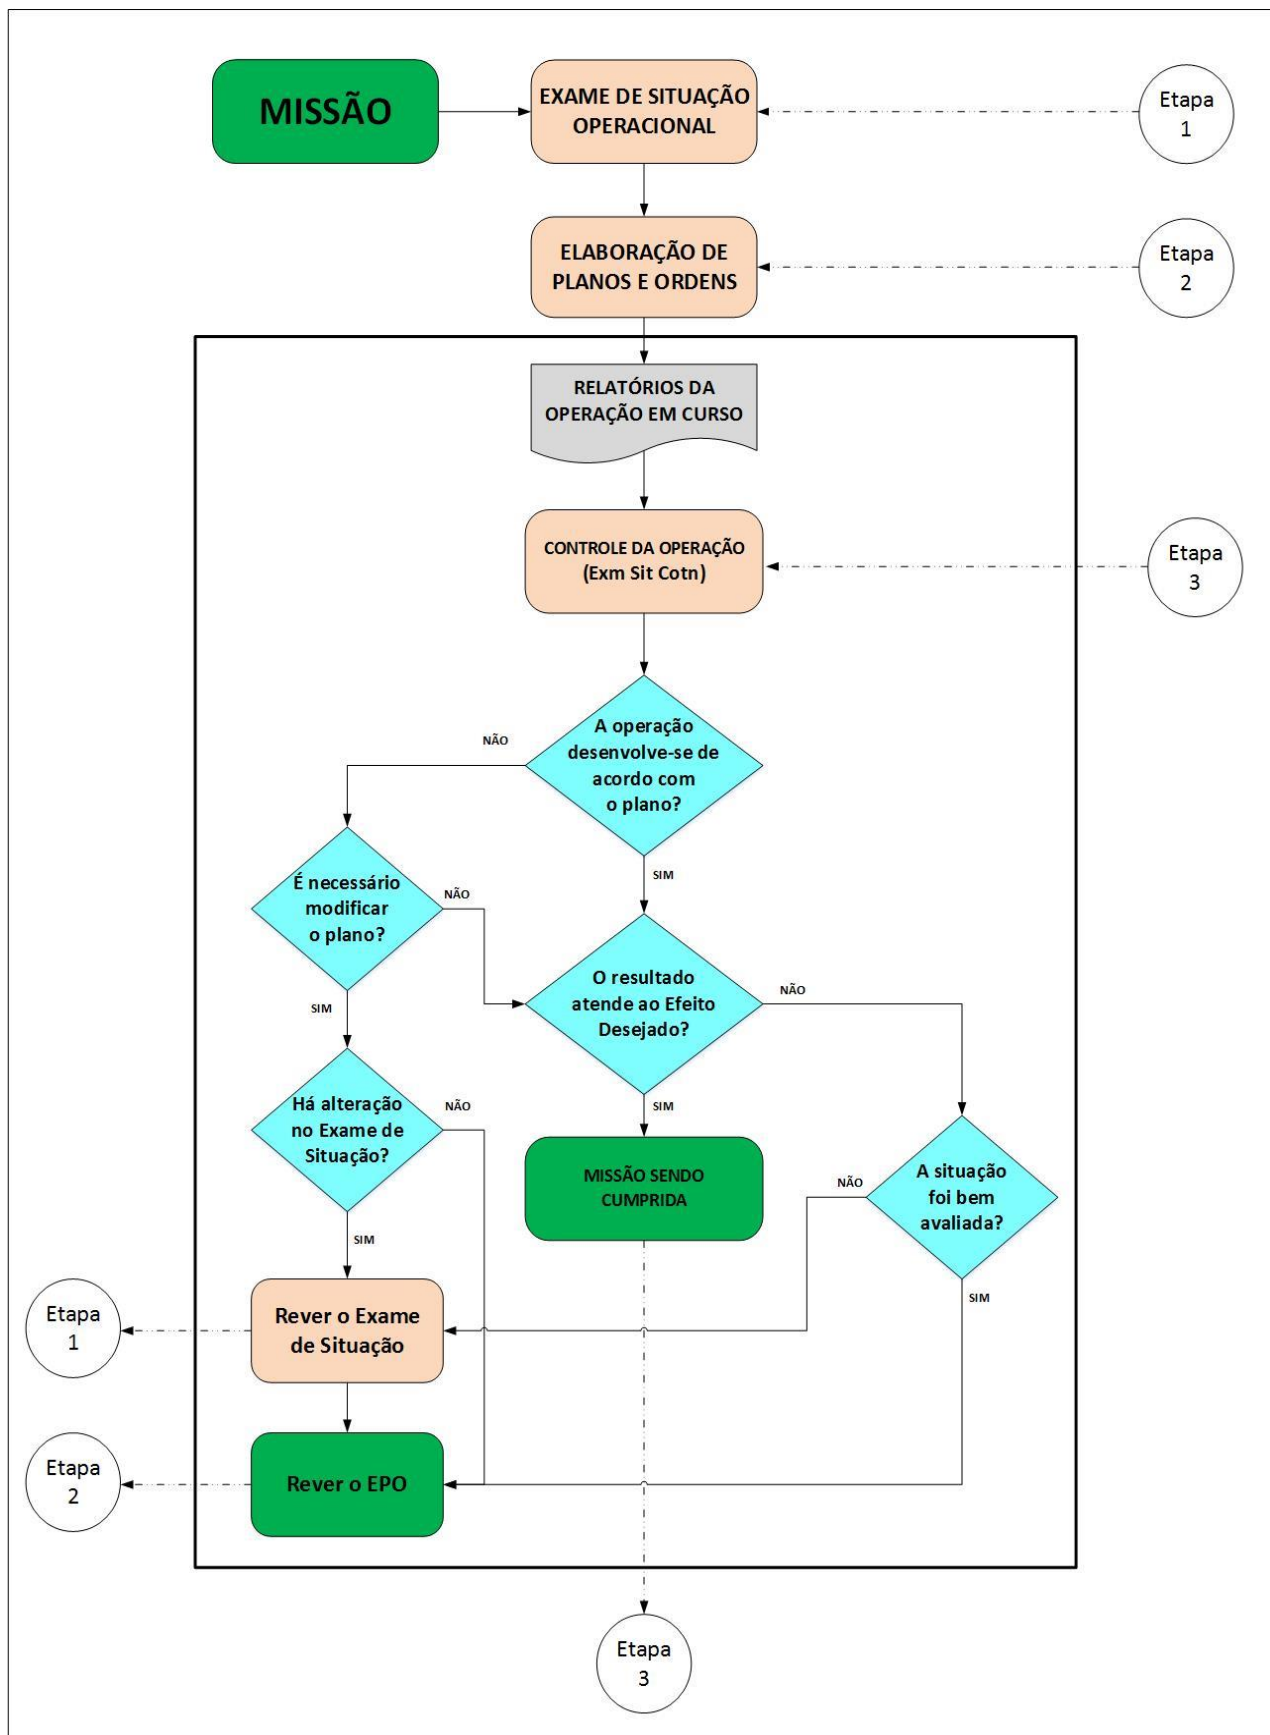 MISSÃO
EXAME DE SITUAÇÃO
OPERACIONAL
Etapa
1
ELABORAÇÃO DE
PLANOS E ORDENS
Etapa
2
RELATÓRIOS DA
OPERAÇÃO EM CURSO
CONTROLE DA OPERAÇÃO
(Exm Sit Cotn)
Etapa
3
A operação
desenvolve-se de
acordo com
o plano?
NÃO
SIM
É necessário
modificar
o plano?
NÃO
SIM
O resultado
atende ao Efeito
Desejado?
NÃO
SIM
Há alteração
no Exame de
Situação?
NÃO
SIM
MISSÃO SENDO
CUMPRIDA
A situação
foi bem
avaliada?
NÃO
SIM
Rever o Exame
de Situação
Etapa
1
Rever o EPO
Etapa
2
Etapa
3